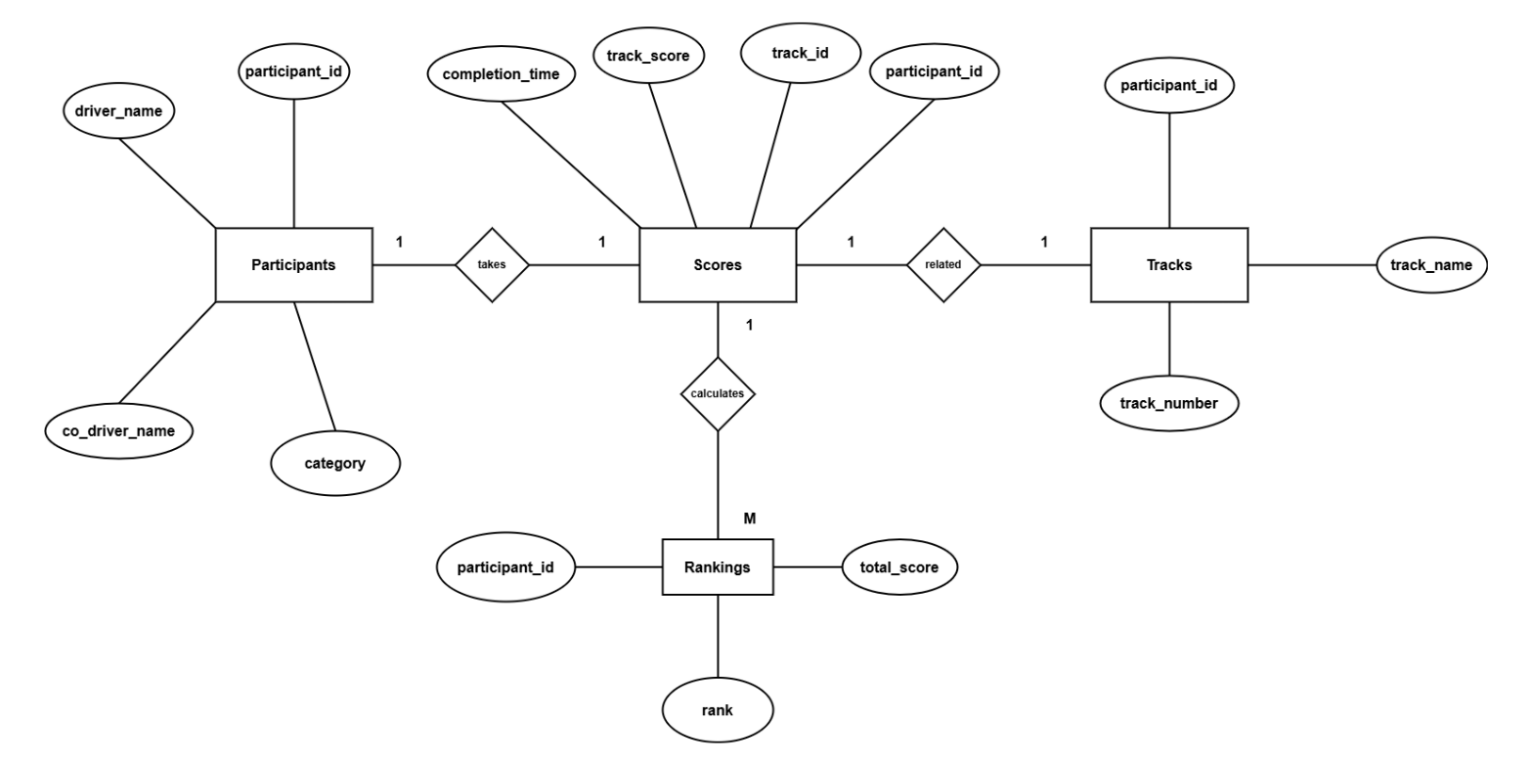 participant_id
driver_name
completion_time
track_score
track_id
participant_id
participant_id
Participants
1
takes
1
Scores
1
related
1
Tracks
track_name
1
calculates
co_driver_name
category
track_number
M
participant_id
Rankings
total_score
rank